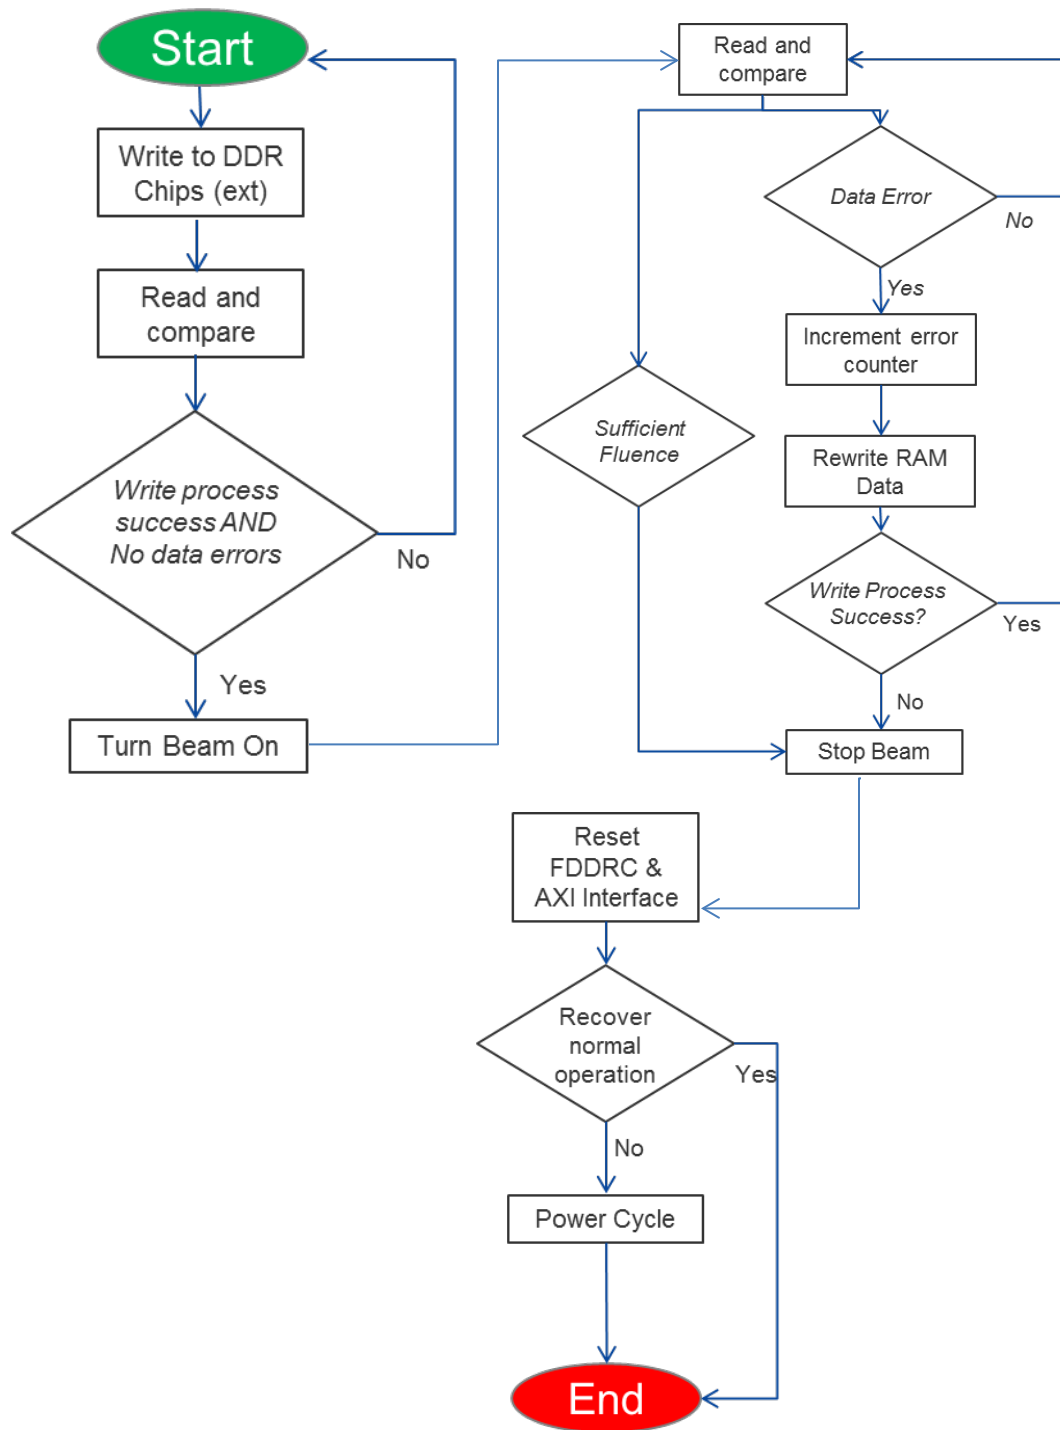 Start
Write to DDR
Chips (ext)
Read and
compare
Write process
success AND
No data errors
No
Yes
Turn Beam On
Read and
compare
Data Error
No
Yes
Increment error
counter
Sufficient
Fluence
Rewrite RAM
Data
Write Process
Success?
Yes
No
Stop Beam
Reset
FDDRC &
AXI Interface
Recover
normal
operation
Yes
No
Power Cycle
End